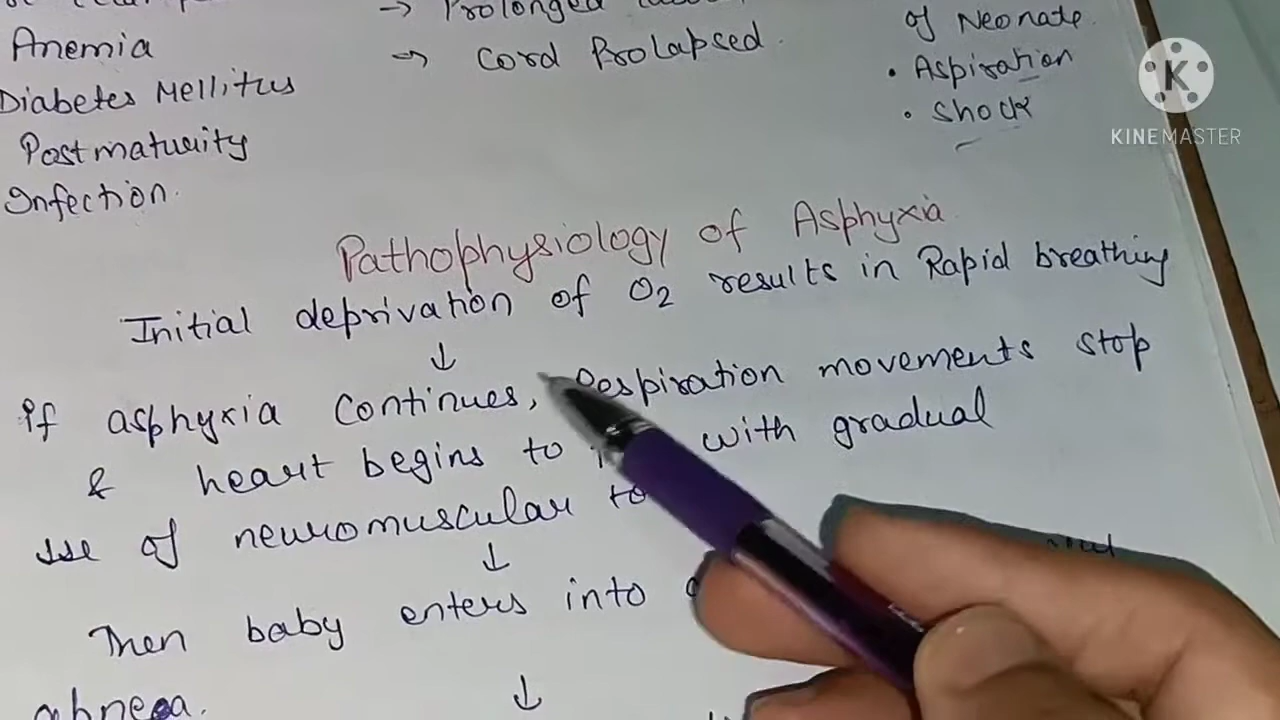 → Prolonged
Anemia
→ Cord Prolapsed
of Neonate.
• Aspiration
• Shock
Diabetes Mellitus
Postmaturity
Infection.
K
KINEMASTER
Pathophysiology of Asphyxia
Initial deprivation of O2 results in Rapid breathing
↓
If asphyxia continues, Respiration movements stop
& heart begins to with gradual
of neuromuscular to
↓
Then baby enters into
apnea.
↓